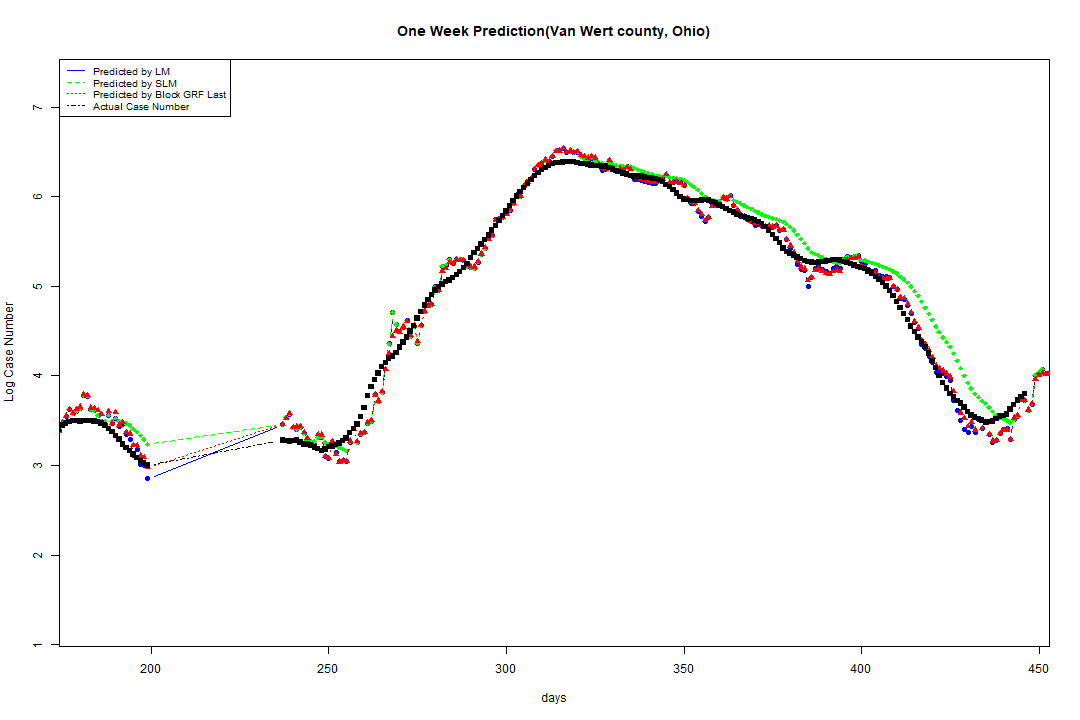 One Week Prediction(Van Wert county, Ohio)
Predicted by LM
Predicted by SLM
Predicted by Block GRF Last
Actual Case Number
7
6
5
4
3
2
1
Log Case Number
200
250
300
350
400
450
days